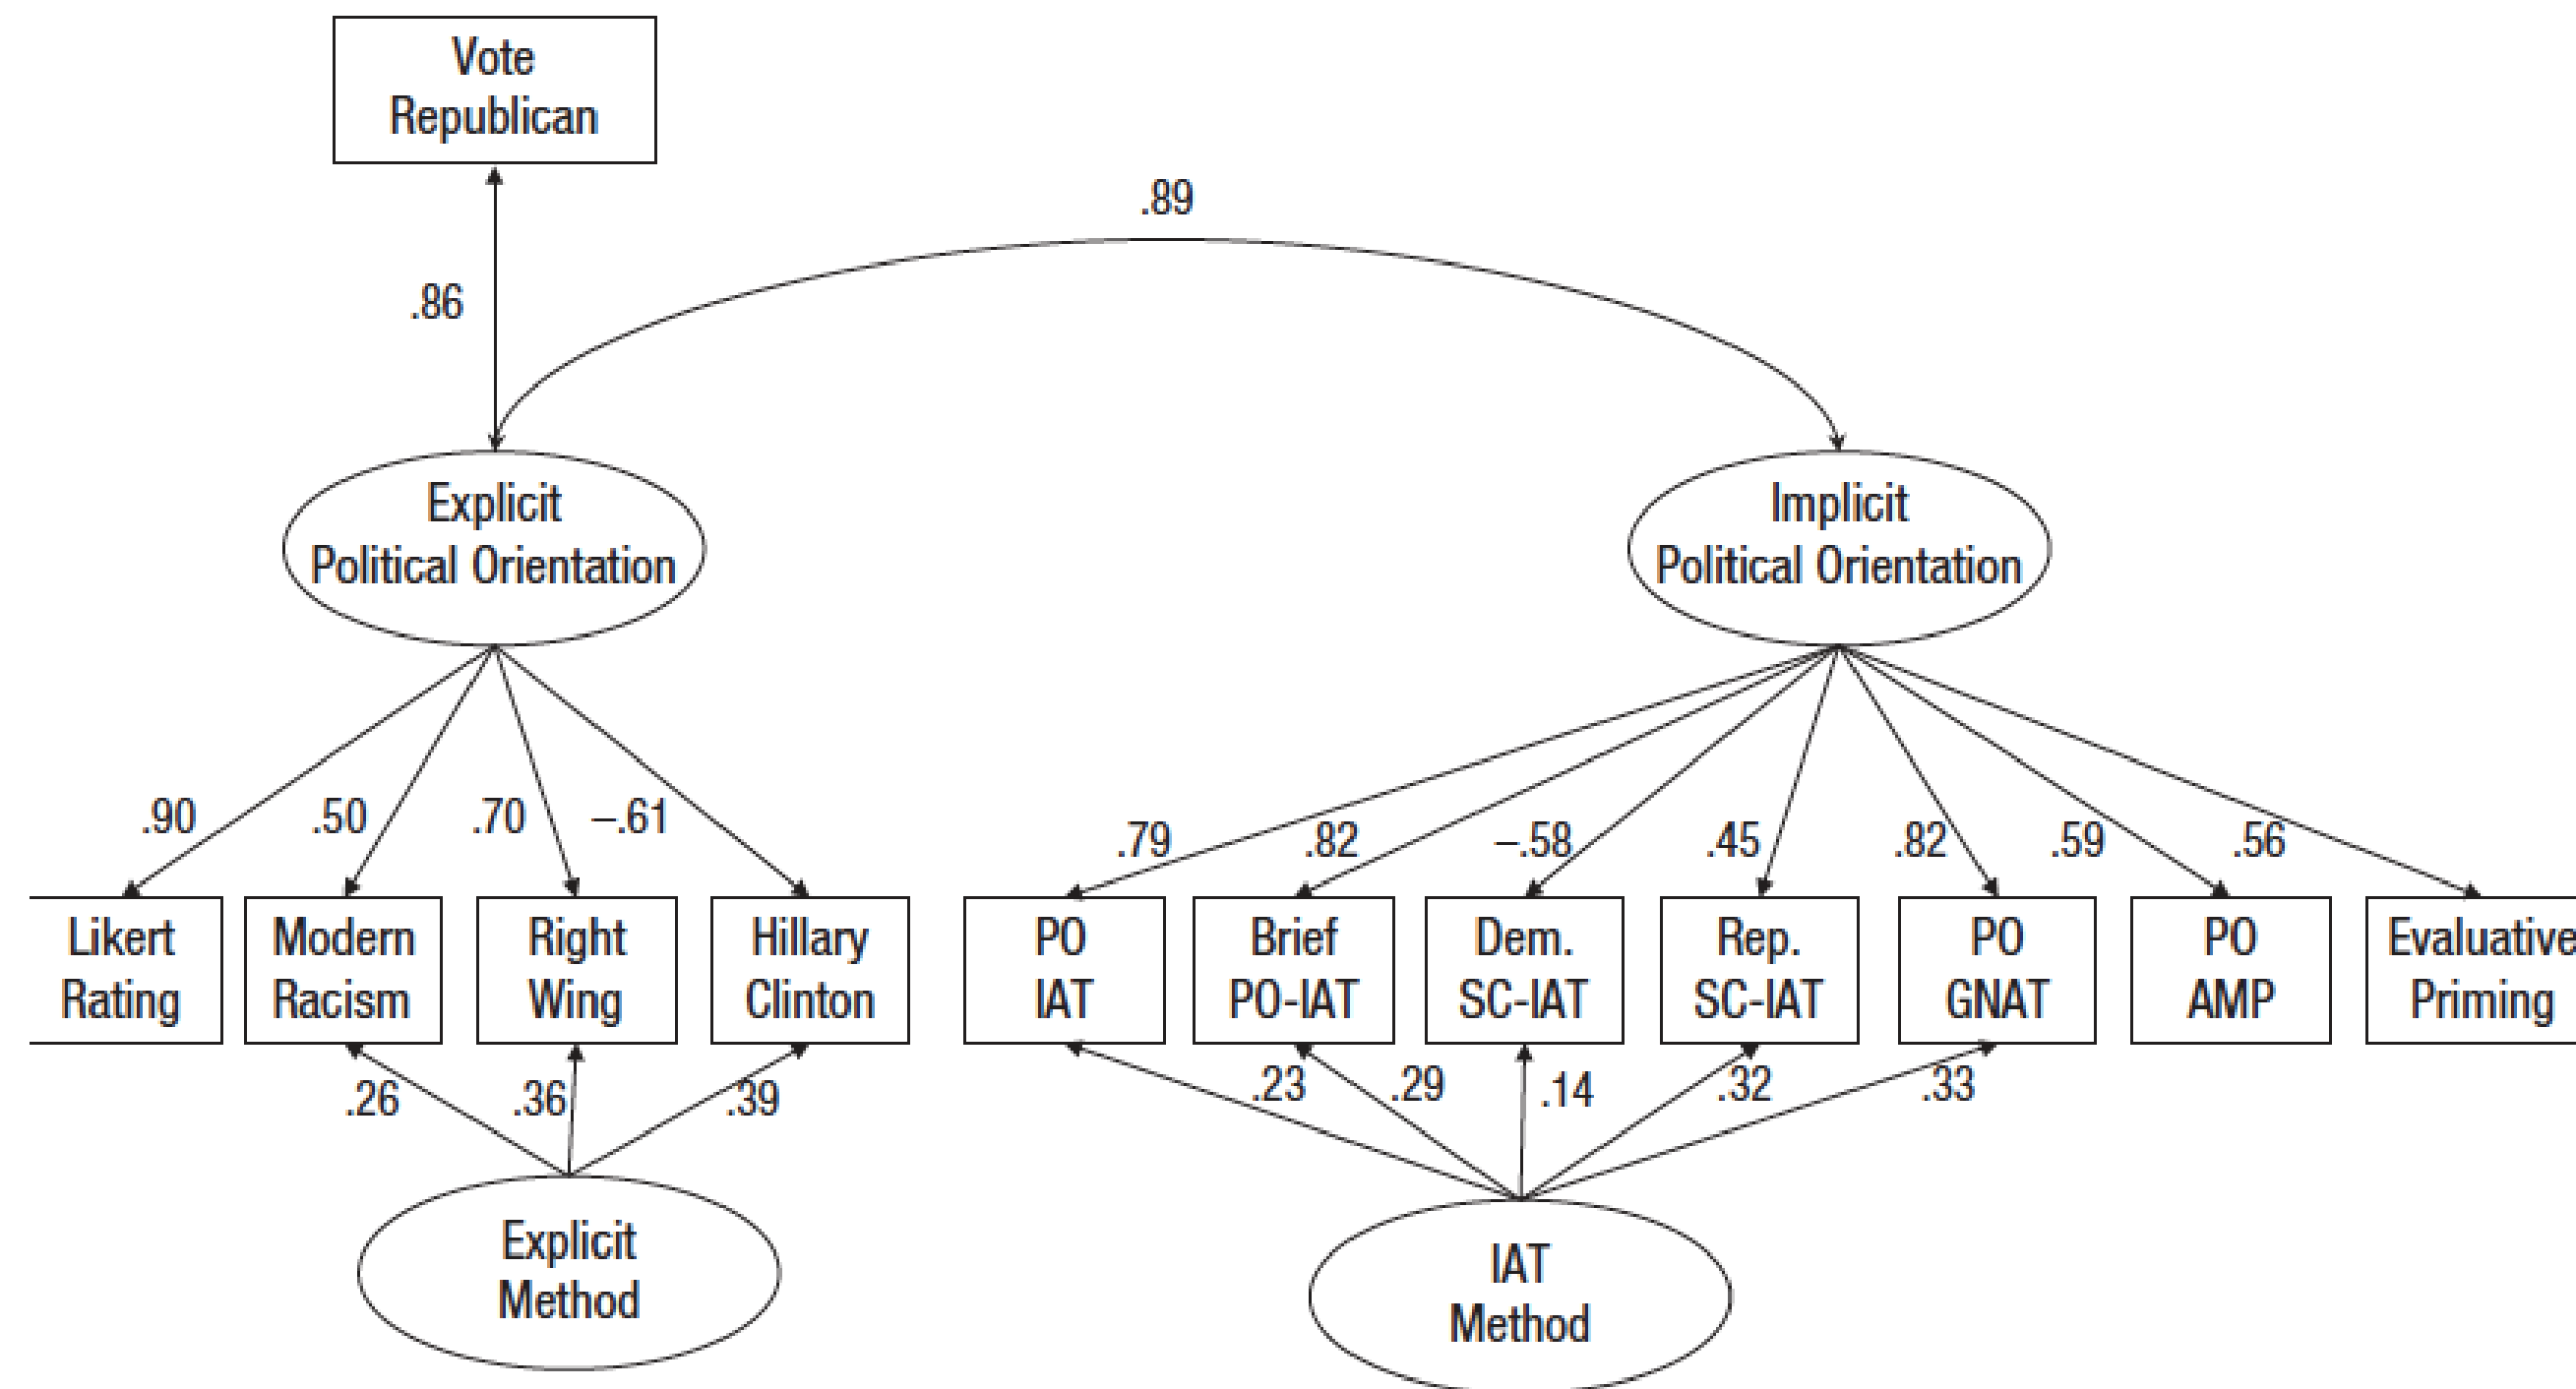 Vote
Republican
.89
.86
Explicit
Political Orientation
Implicit
Political Orientation
.90
.50
.70
–.61
.79
.82
–.58
.45
.82
.59
.56
Likert
Rating
Modern
Racism
Right
Wing
Hillary
Clinton
PO
IAT
Brief
PO-IAT
Dem.
SC-IAT
Rep.
SC-IAT
PO
GNAT
PO
AMP
Evaluative
Priming
.26
.36
.39
.23
.29
.14
.32
.33
Explicit
Method
IAT
Method